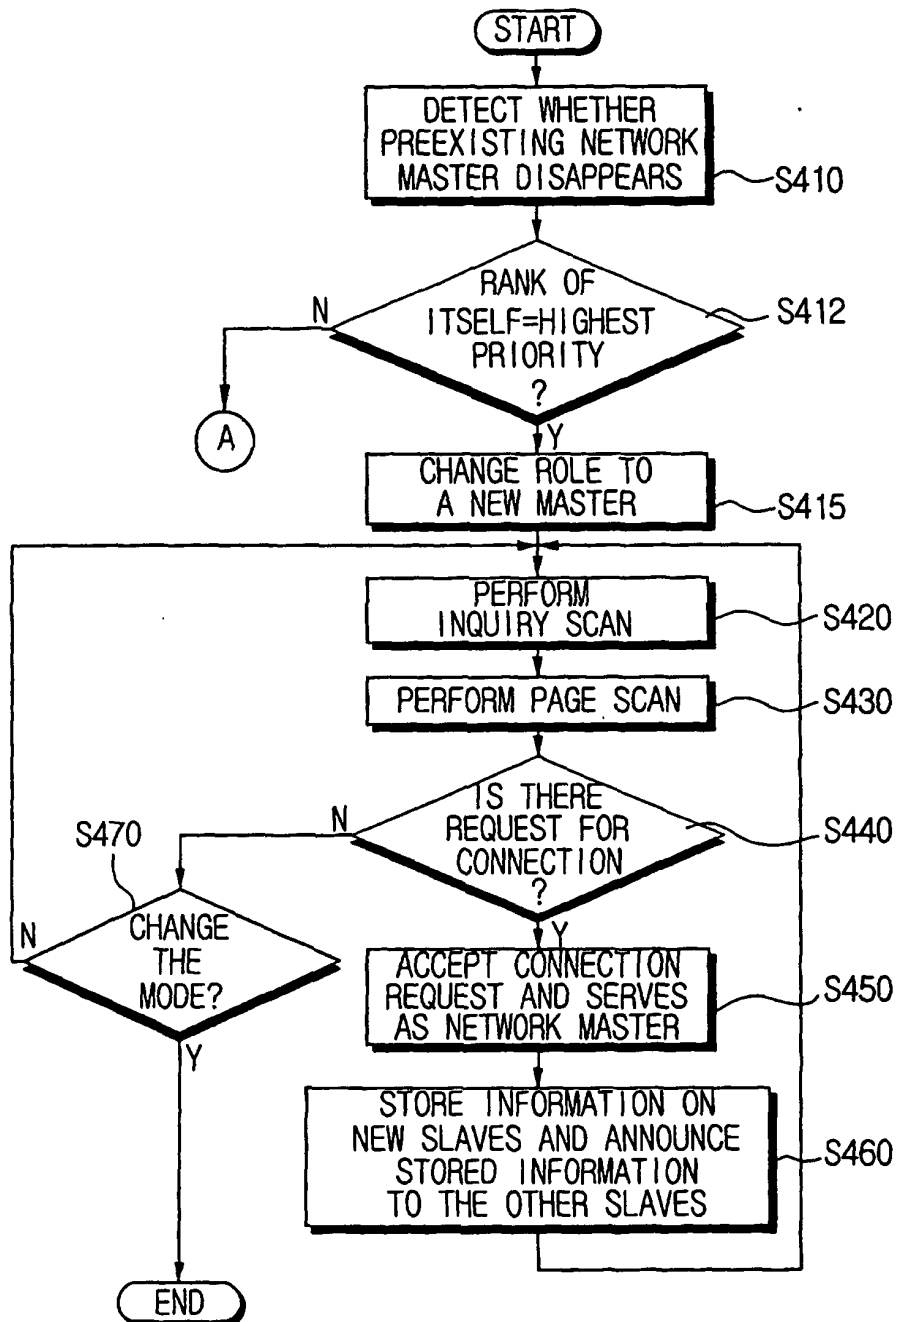 START
DETECT WHETHER
PREEXISTING NETWORK
MASTER DISAPPEARS
S410
RANK OF
ITSELF=HIGHEST
PRIORITY
?
S412
N
A
Y
CHANGE ROLE TO
A NEW MASTER
S415
PERFORM
INQUIRY SCAN
S420
PERFORM PAGE SCAN
S430
IS THERE
REQUEST FOR
CONNECTION
?
S440
N
S470
CHANGE
THE
MODE?
N
Y
Y
ACCEPT CONNECTION
REQUEST AND SERVES
AS NETWORK MASTER
S450
STORE INFORMATION ON
NEW SLAVES AND ANNOUNCE
STORED INFORMATION
TO THE OTHER SLAVES
S460
END